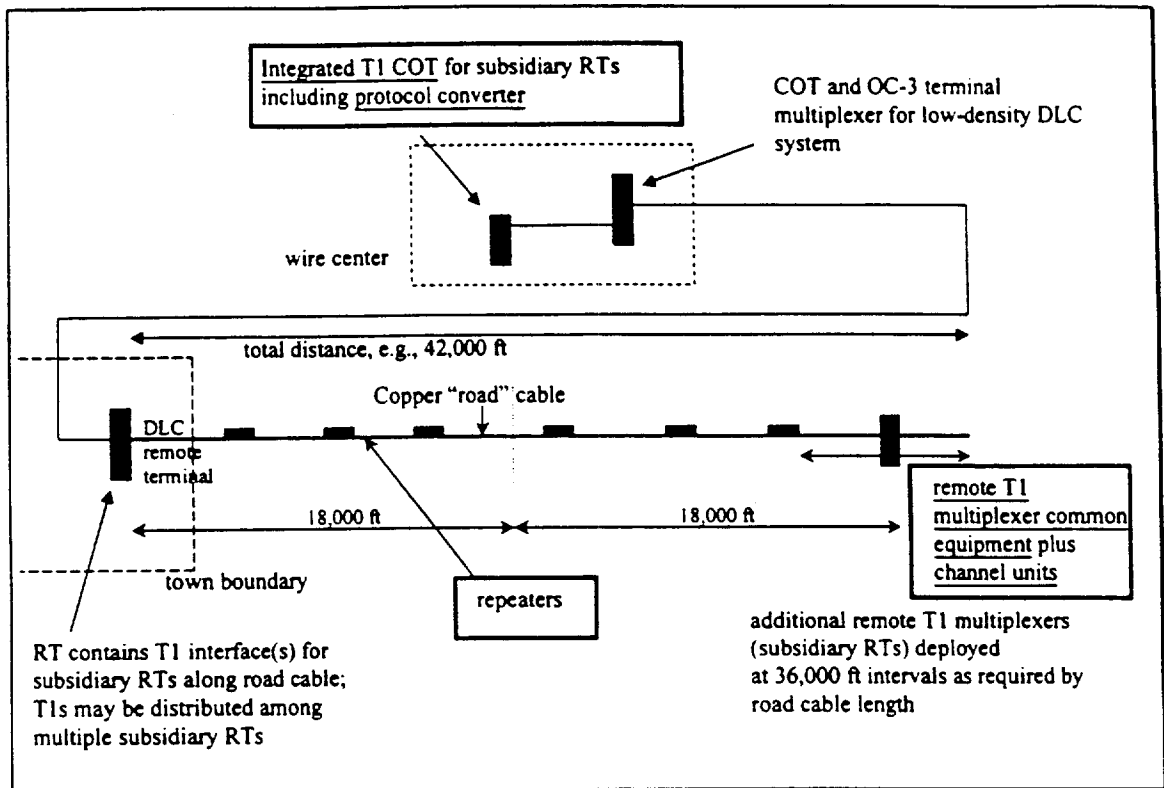 Integrated T1 COT for subsidiary RTs
including protocol converter
COT and OC-3 terminal
multiplexer for low-density DLC
system
wire center
total distance, e.g., 42,000 ft
Copper “road” cable
DLC
remote
terminal
18,000 ft
18,000 ft
town boundary
repeaters
remote T1
multiplexer common
equipment plus
channel units
RT contains T1 interface(s) for
subsidiary RTs along road cable;
T1s may be distributed among
multiple subsidiary RTs
additional remote T1 multiplexers
(subsidiary RTs) deployed
at 36,000 ft intervals as required by
road cable length